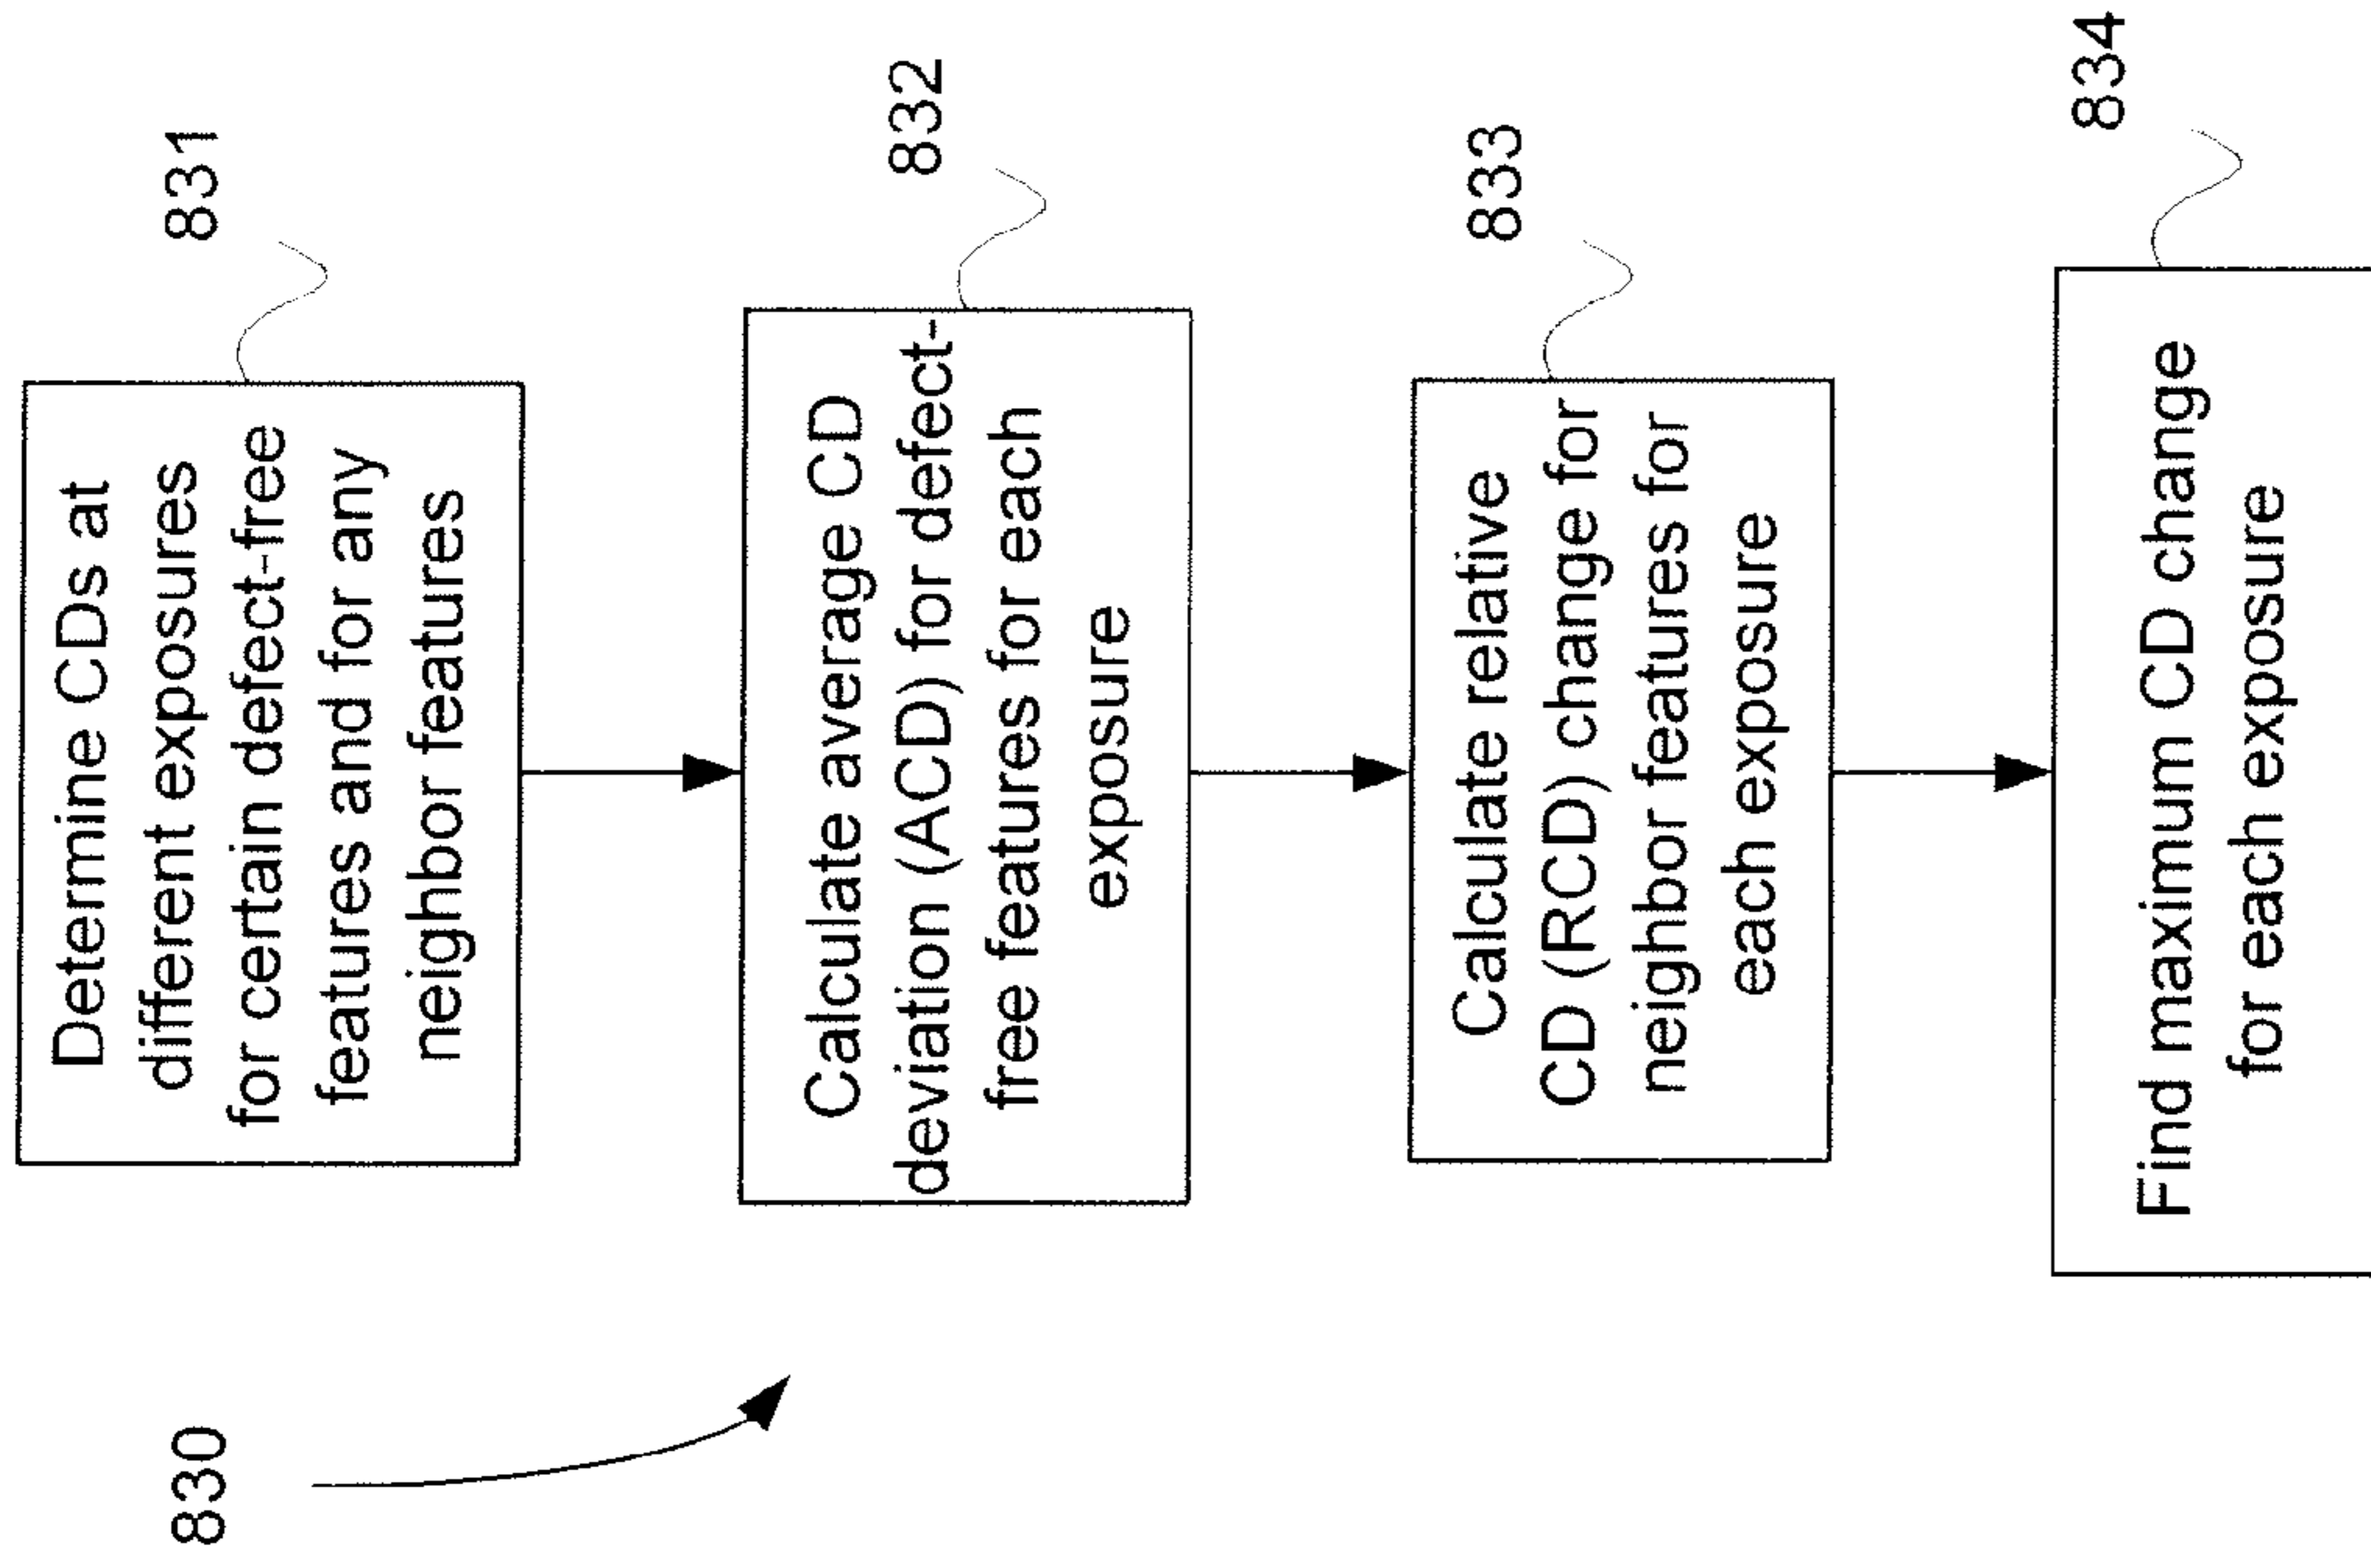 830
831
Determine CDs at
different exposures
for certain defect-free
features and for any
neighbor features
832
Calculate average CD
deviation (ACD) for defect-
free features for each
exposure
833
Calculate relative
CD (RCD) change for
neighbor features for
each exposure
834
Find maximum CD change
for each exposure